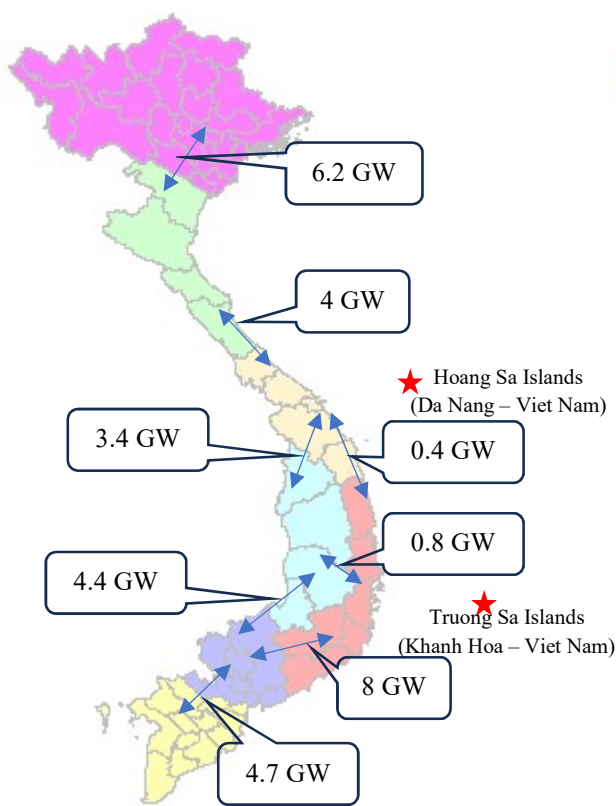 6.2 GW
4 GW
Hoang Sa Islands
(Da Nang – Viet Nam)
3.4 GW
0.4 GW
0.8 GW
4.4 GW
Truong Sa Islands
(Khanh Hoa – Viet Nam)
8 GW
4.7 GW